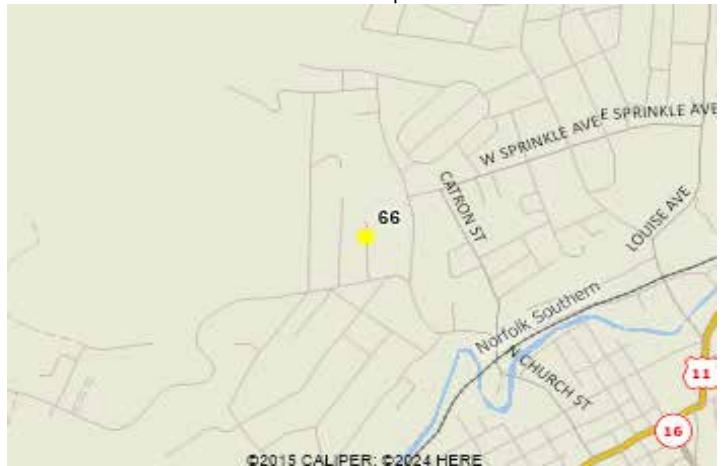 W SPRINKLE AVE
E SPRINKLE AVE
CATRON ST
66
LOUISE AVE
Norfolk Southern
N CHURCH ST
11
16
©2015 CALIPER; ©2024 HERE